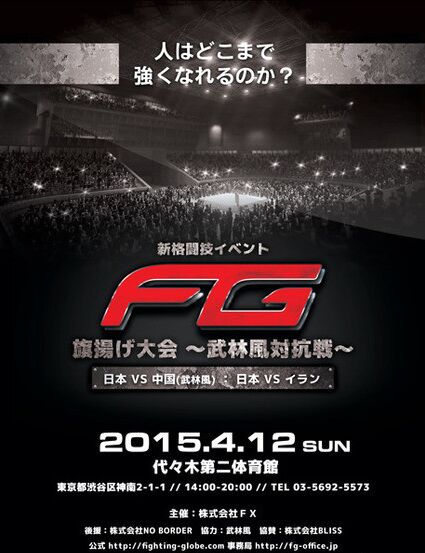 人はどこまで
強くなれるのか？
新格闘技イベント
FG
旗揚げ大会 ～武林風対抗戦～
日本 VS 中国(武林風) ： 日本 VS イラン
2015.4.12 SUN
代々木第二体育館
東京都渋谷区神南2-1-1 // 14:00-20:00 // TEL 03-5692-5573
主催：株式会社ＦＸ
後援：株式会社NO BORDER 協力：武林風 協賛：株式会社BLISS
公式 http://fighting-globe.com 事務局 http://fg-office.jp